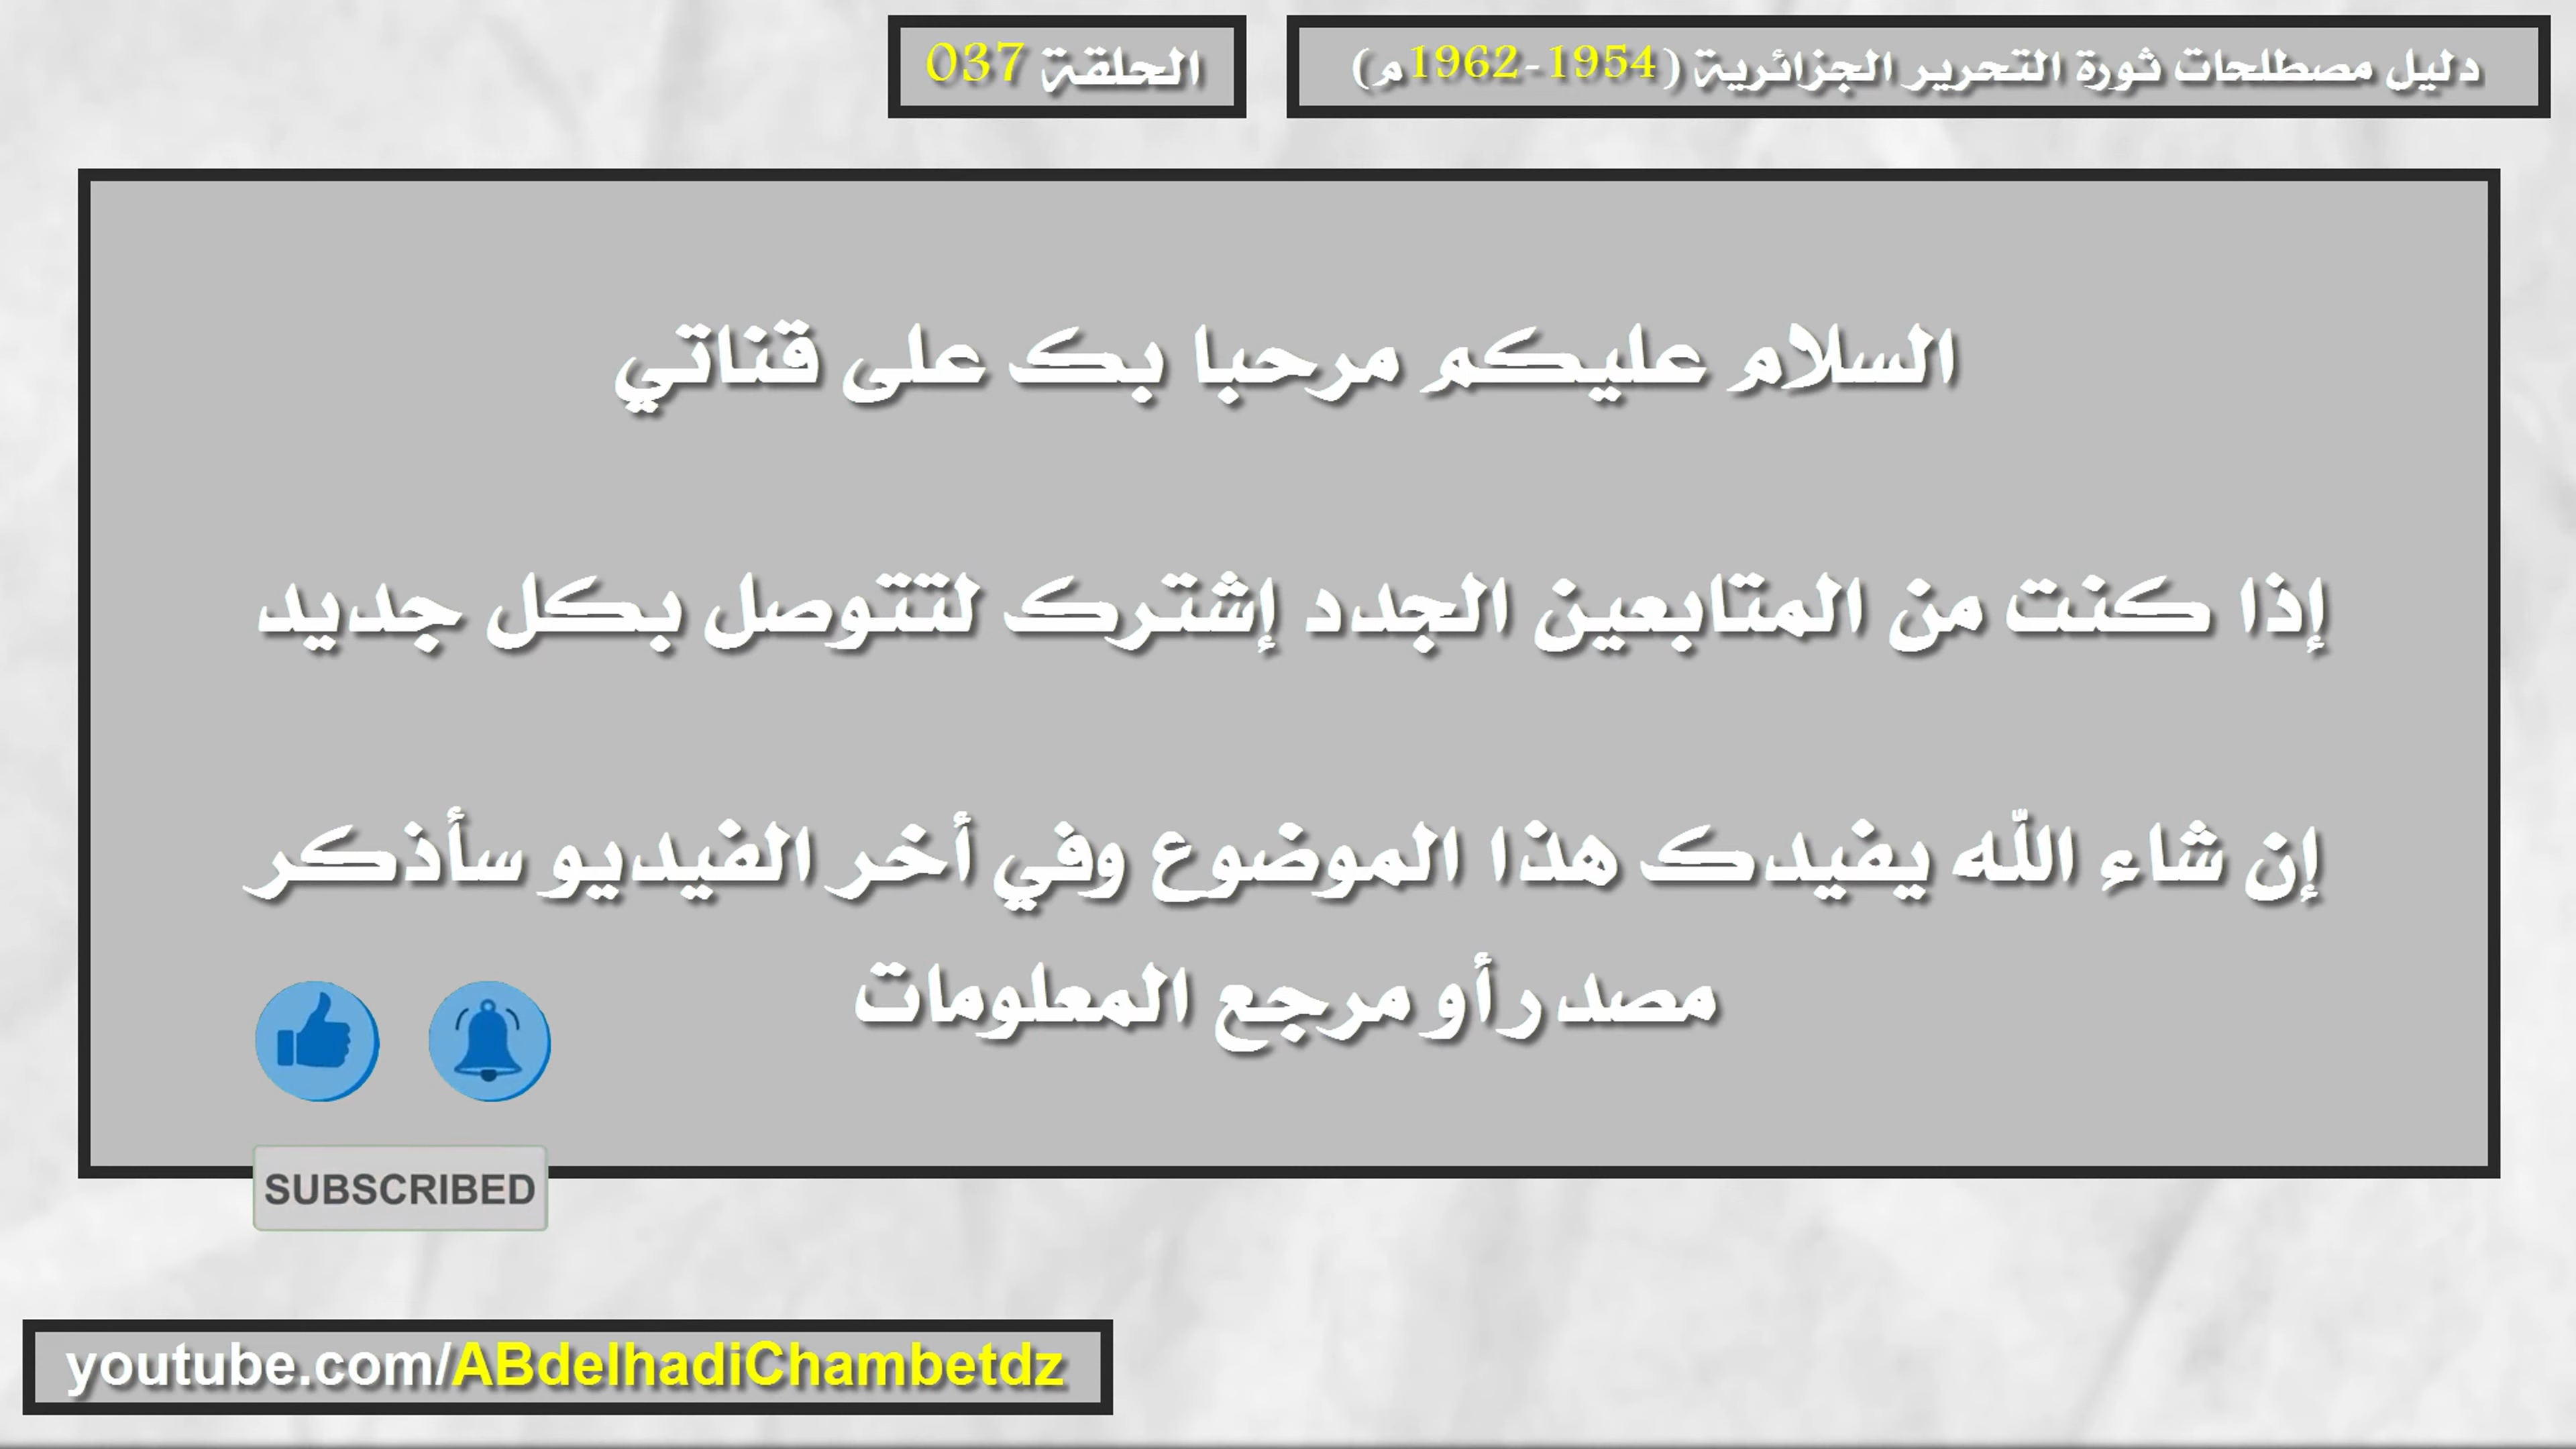 دليل مصطلحات ثورة التحرير الجزائرية (1954-1962م)
الحلقة 037
السلام عليكم مرحبا بك على قناتي
إذا كنت من المتابعين الجدد إشترك لتتوصل بكل جديد
إن شاء الله يفيدك هذا الموضوع وفي أخر الفيديو سأذكر
مصدر أو مرجع المعلومات
SUBSCRIBED
youtube.com/ABdelhadiChambetdz